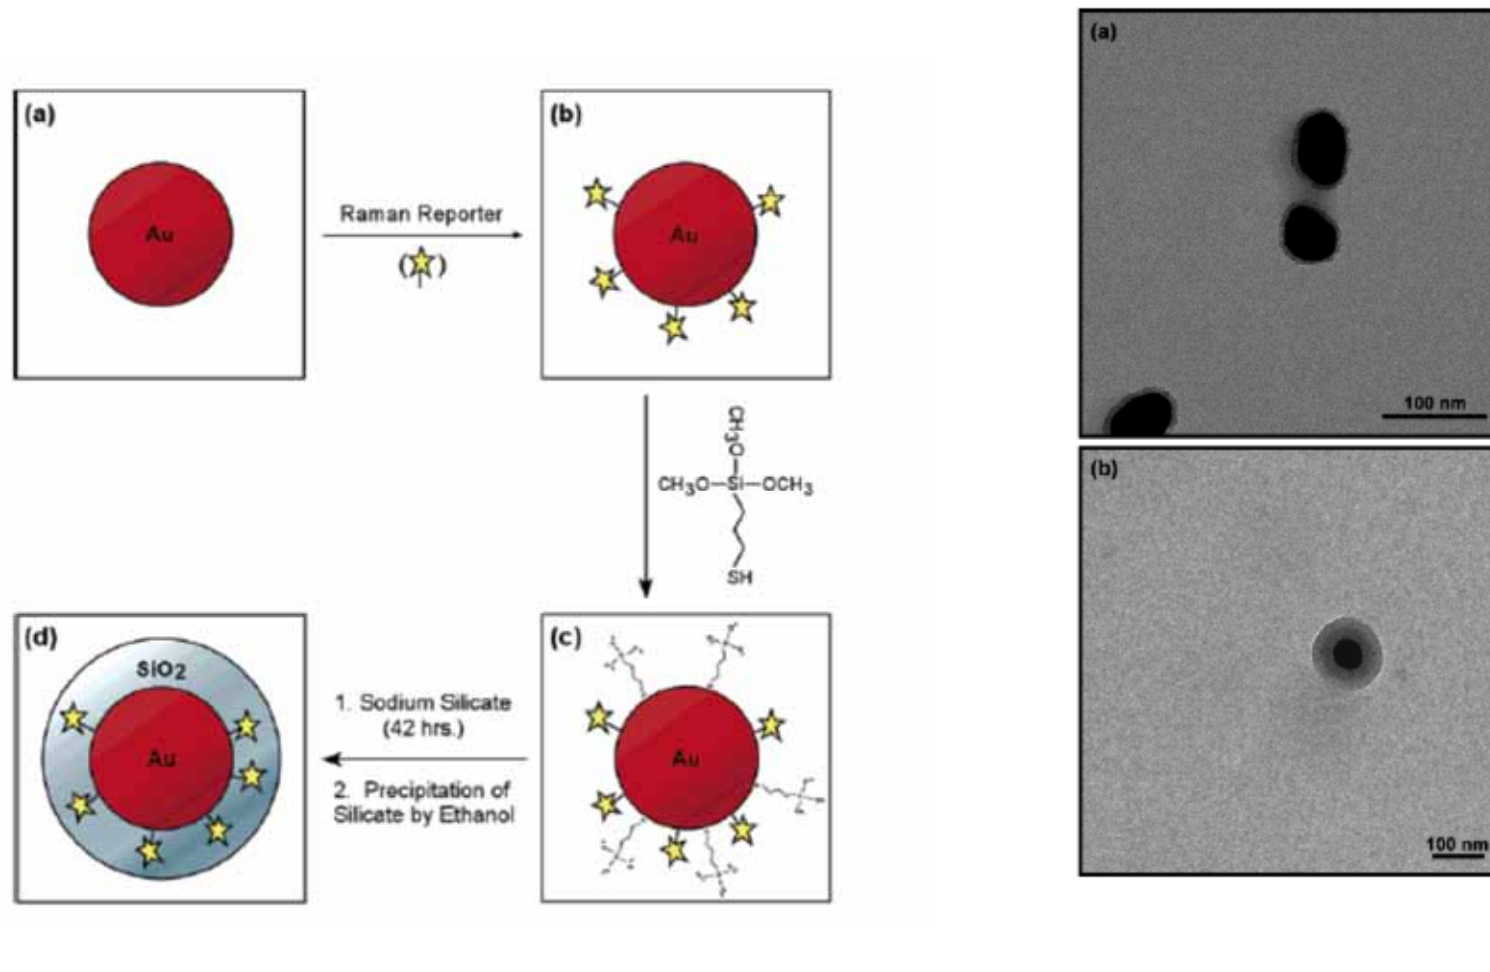 (a)
Au
Raman Reporter
(b)
Au
CH3O
CH3O–Si–OCH3
SH
(c)
Au
1. Sodium Silicate
(42 hrs.)
2. Precipitation of
Silicate by Ethanol
(d)
SiO2
Au
(a)
100 nm
(b)
100 nm